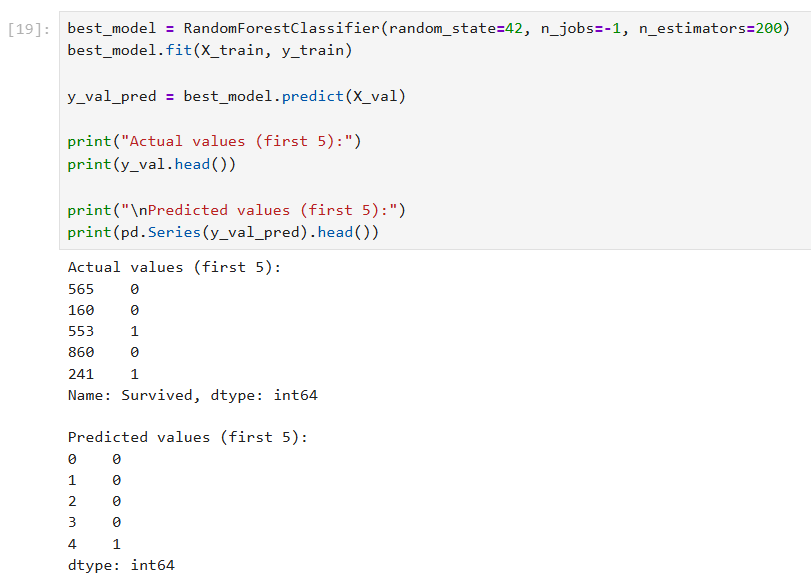 [19]:
best_model = RandomForestClassifier(random_state=42, n_jobs=-1, n_estimators=200)
best_model.fit(X_train, y_train)
y_val_pred = best_model.predict(X_val)
print("Actual values (first 5):")
print(y_val.head())
print("\nPredicted values (first 5):")
print(pd.Series(y_val_pred).head())
Actual values (first 5):
565    0
160    0
553    1
860    0
241    1
Name: Survived, dtype: int64
Predicted values (first 5):
0    0
1    0
2    0
3    0
4    1
dtype: int64